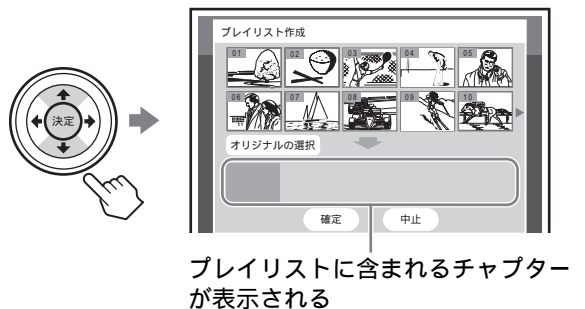 プレイリスト作成
01 02 03 04 05
06 07 08 09 10
決定
オリジナルの選択
確定 中止
プレイリストに含まれるチャプター
が表示される